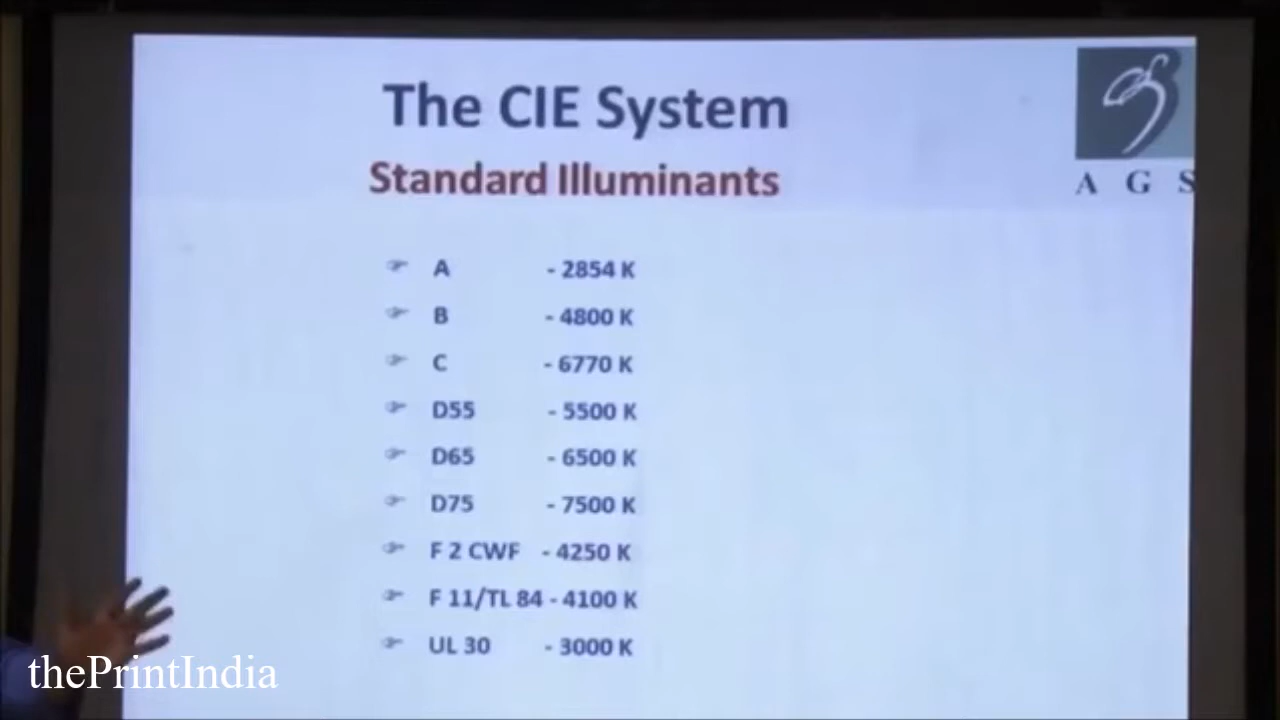 The CIE System
Standard Illuminants
A G S
A - 2854 K
B - 4800 K
C - 6770 K
D55 - 5500 K
D65 - 6500 K
D75 - 7500 K
F 2 CWF - 4250 K
F 11/TL 84 - 4100 K
UL 30 - 3000 K
thePrintIndia